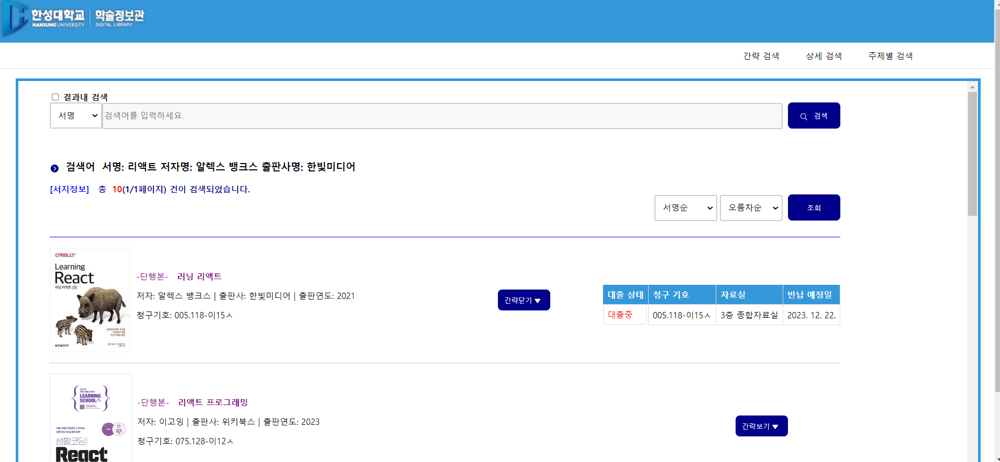 한성대학교 학술정보관
HANSUNG UNIVERSITY DIGITAL LIBRARY
간략 검색 상세 검색 주제별 검색
결과내 검색
서명 검색어를 입력하세요. 검색
검색어 서명: 리액트 저자명: 알렉스 뱅크스 출판사명: 한빛미디어
[서지정보] 총 10(1/1페이지) 건이 검색되었습니다.
서명순 오름차순 조회
O'REILLY
Learning
React
러닝 리액트
한빛미디어
-단행본- 러닝 리액트
저자: 알렉스 뱅크스 | 출판사: 한빛미디어 | 출판연도: 2021
청구기호: 005.118-이15ㅅ
간략닫기▼
대출 상태 청구 기호 자료실 반납 예정일
대출중 005.118-이15ㅅ 3층 종합자료실 2023. 12. 22.
LEARNING
SCHOOL
생활코딩!
React
-단행본- 리액트 프로그래밍
저자: 이고잉 | 출판사: 위키북스 | 출판연도: 2023
청구기호: 075.128-이12ㅅ
간략보기▼